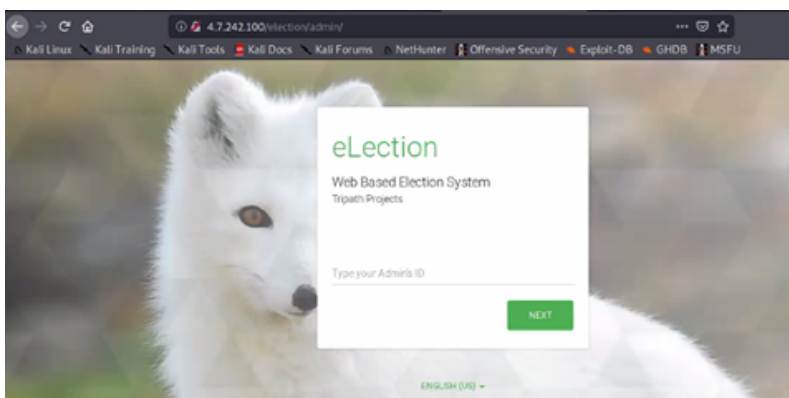 4.7.242.100/election/admin/
Kali Linux Kali Training Kali Tools Kali Docs Kali Forums NetHunter Offensive Security Exploit-DB GHDB MSFU
eLection
Web Based Election System
Tripath Projects
Type your Admin's ID
NEXT
ENGLISH (US)